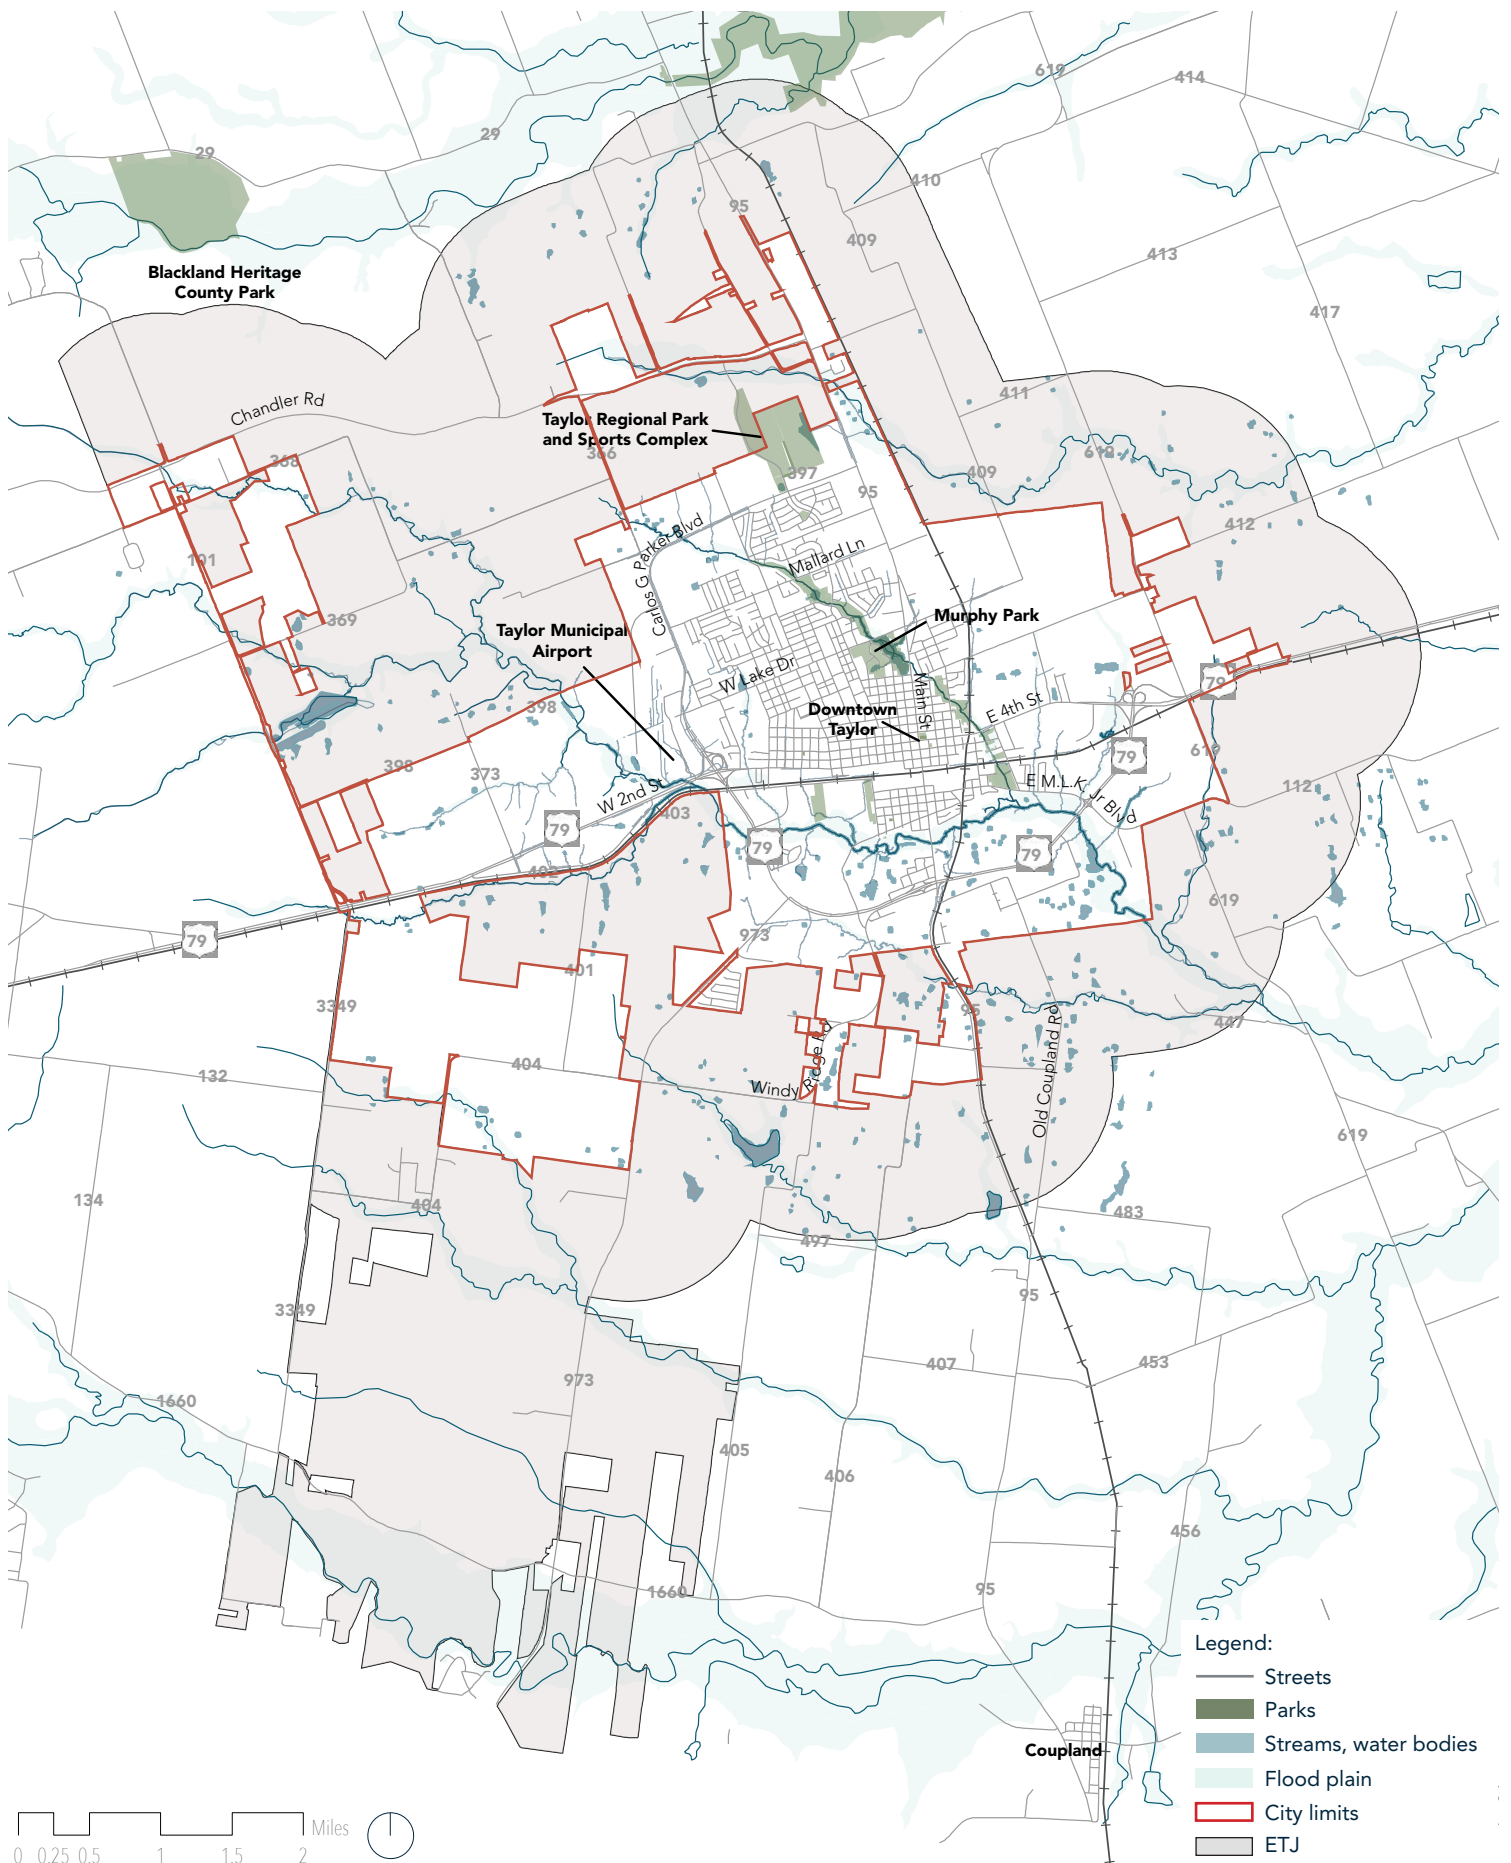 619
414
29
29
410
95
409
413
Blackland Heritage
County Park
417
411
Chandler Rd
Taylor Regional Park
and Sports Complex
366
368
619
397
409
95
412
Carlos G Parker Blvd
Mallard Ln
101
369
Murphy Park
Taylor Municipal
Airport
W Lake Dr
79
Main St
398
Downtown
Taylor
E 4th St
79
619
398
373
112
W 2nd St
E M.L.K. Jr Blvd
403
79
79
79
402
619
79
973
401
3349
95
447
404
132
Windy Ridge Rd
Old Coupland Rd
619
134
404
483
497
95
3349
407
453
973
1660
405
406
456
1660
95
Coupland
Legend:
Streets
Parks
Streams, water bodies
Flood plain
City limits
ETJ
Miles
0 0.25 0.5 1 1.5 2